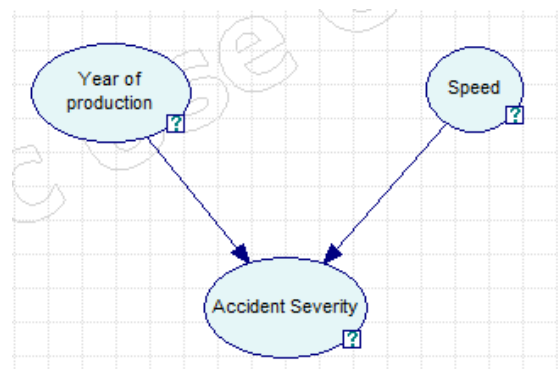 Year of
production
?
Speed
?
Accident Severity
?